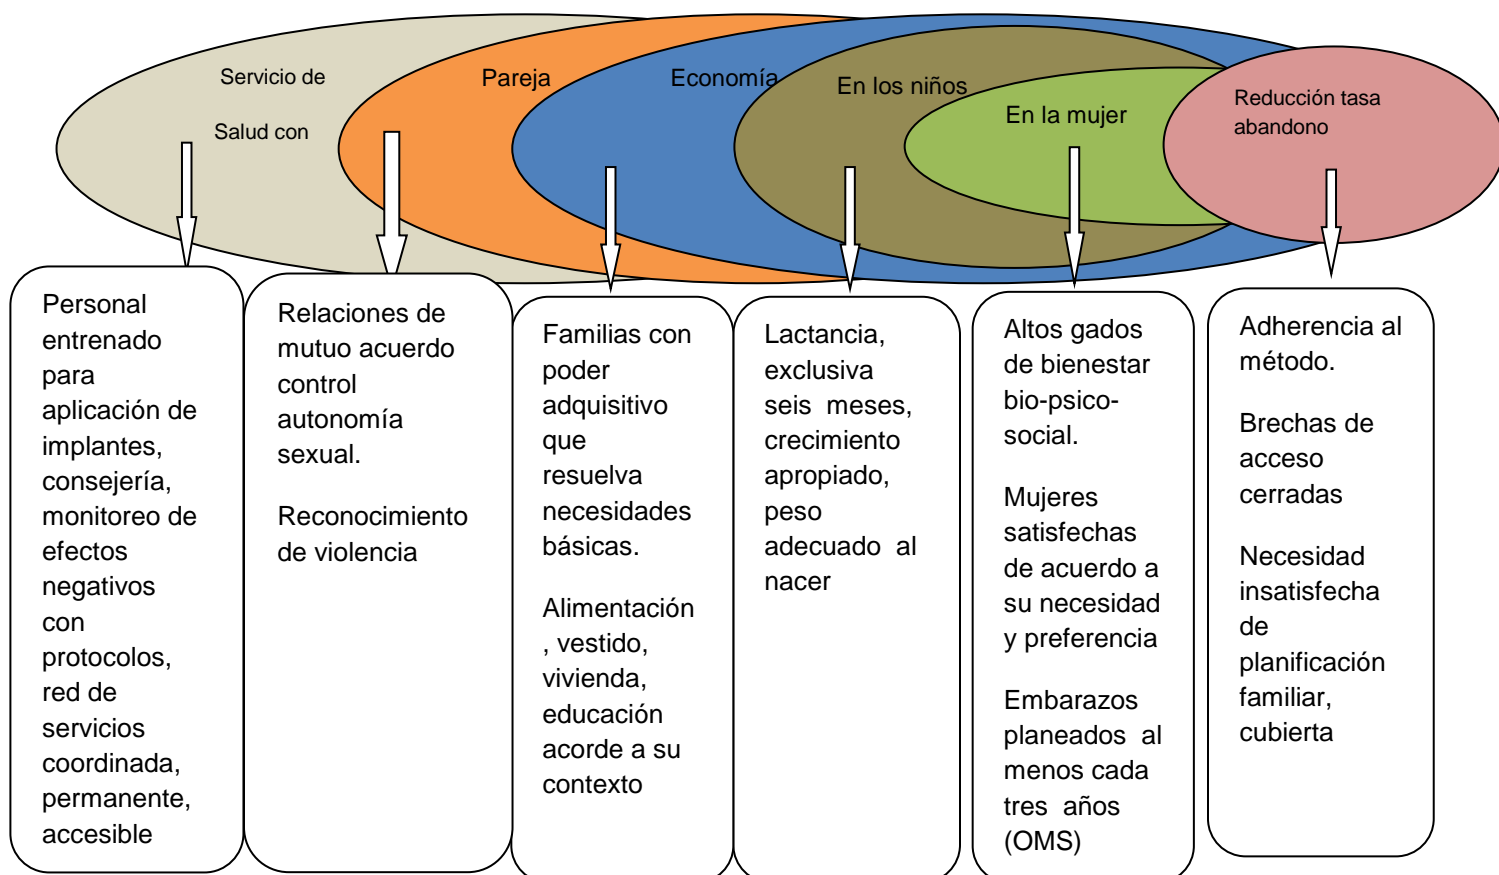 Servicio de
Salud con
Pareja
Economía
En los niños
En la mujer
Reducción tasa
abandono
Personal
entrenado
para
aplicación de
implantes,
consejería,
monitoreo de
efectos
negativos
con
protocolos,
red de
servicios
coordinada,
permanente,
accesible
Relaciones de
mutuo acuerdo
control
autonomía
sexual.
Reconocimiento
de violencia
Familias con
poder
adquisitivo
que
resuelva
necesidades
básicas.
Alimentación
, vestido,
vivienda,
educación
acorde a su
contexto
Lactancia,
exclusiva
seis meses,
crecimiento
apropiado,
peso
adecuado al
nacer
Altos gados
de bienestar
bio-psico-
social.
Mujeres
satisfechas
de acuerdo a
su necesidad
y preferencia
Embarazos
planeados al
menos cada
tres años
(OMS)
Adherencia al
método.
Brechas de
acceso
cerradas
Necesidad
insatisfecha
de
planificación
familiar,
cubierta